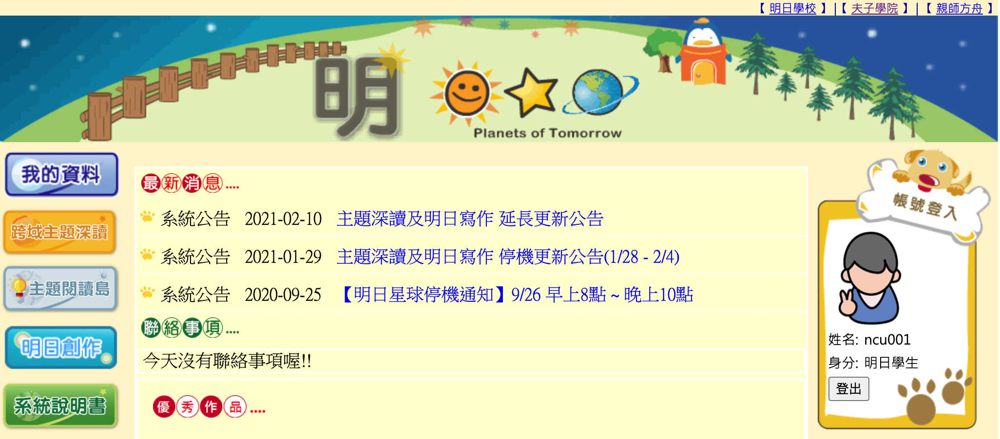 【 明日學校 】 | 【 夫子學院 】 | 【 親師方舟 】
明
Planets of Tomorrow
我的資料
跨域主題深讀
主題閱讀島
明日創作
系統說明書
最新消息 ....
系統公告 2021-02-10 主題深讀及明日寫作 延長更新公告
系統公告 2021-01-29 主題深讀及明日寫作 停機更新公告(1/28 - 2/4)
系統公告 2020-09-25 【明日星球停機通知】9/26 早上8點 ~ 晚上10點
聯絡事項 ....
今天沒有聯絡事項喔!!
優秀作品 ....
帳號登入
姓名: ncu001
身分: 明日學生
登出